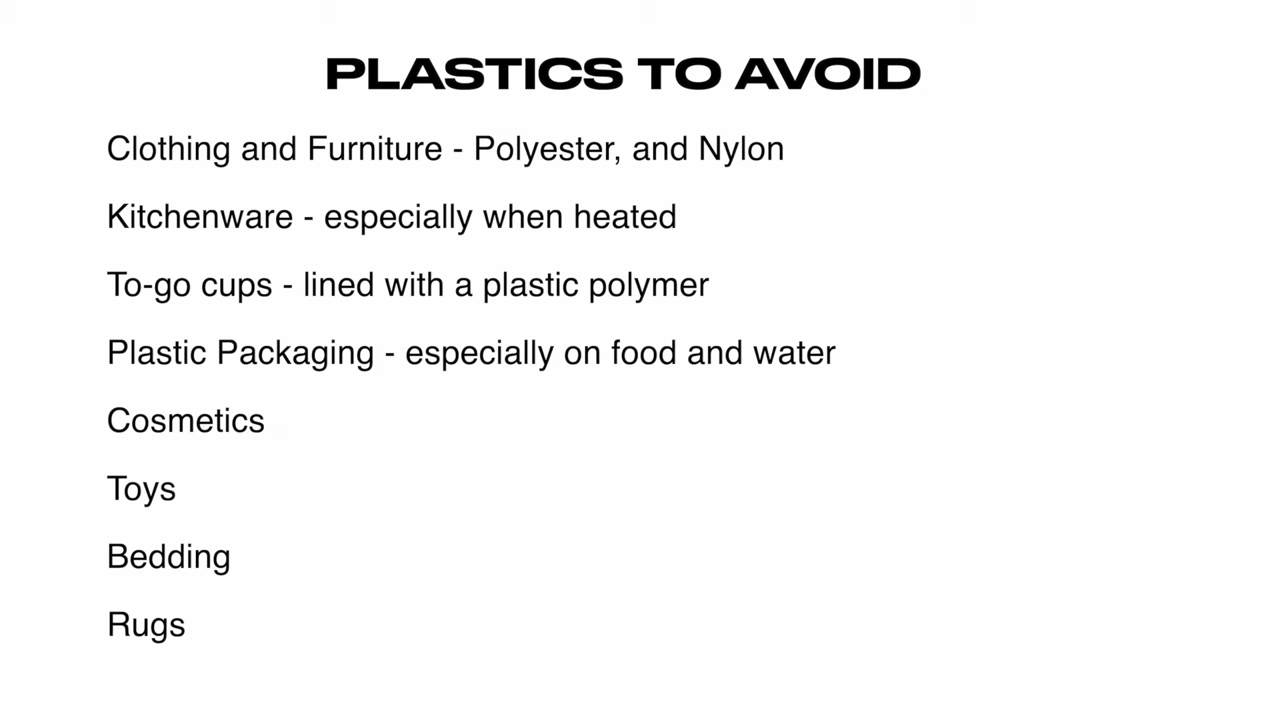 PLASTICS TO AVOID
Clothing and Furniture - Polyester, and Nylon
Kitchenware - especially when heated
To-go cups - lined with a plastic polymer
Plastic Packaging - especially on food and water
Cosmetics
Toys
Bedding
Rugs